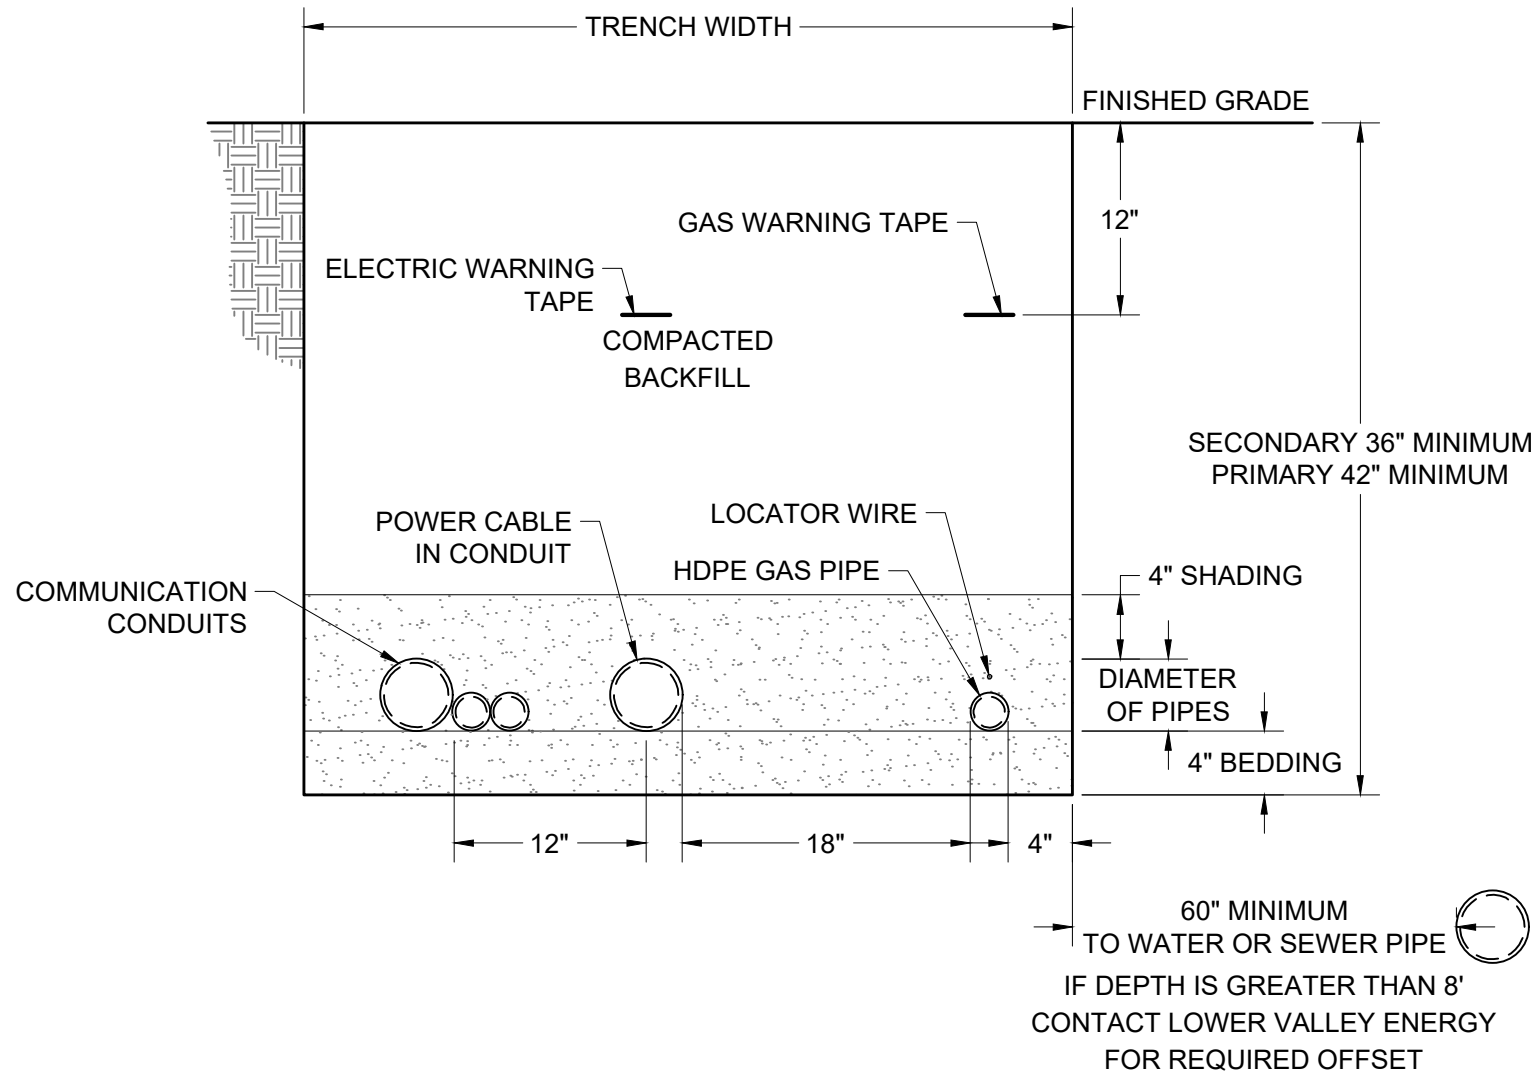 TRENCH WIDTH
FINISHED GRADE
12"
GAS WARNING TAPE
ELECTRIC WARNING
TAPE
COMPACTED
BACKFILL
SECONDARY 36" MINIMUM
PRIMARY 42" MINIMUM
POWER CABLE
IN CONDUIT
LOCATOR WIRE
HDPE GAS PIPE
4" SHADING
COMMUNICATION
CONDUITS
DIAMETER
OF PIPES
4" BEDDING
12"
18"
4"
60" MINIMUM
TO WATER OR SEWER PIPE
IF DEPTH IS GREATER THAN 8'
CONTACT LOWER VALLEY ENERGY
FOR REQUIRED OFFSET